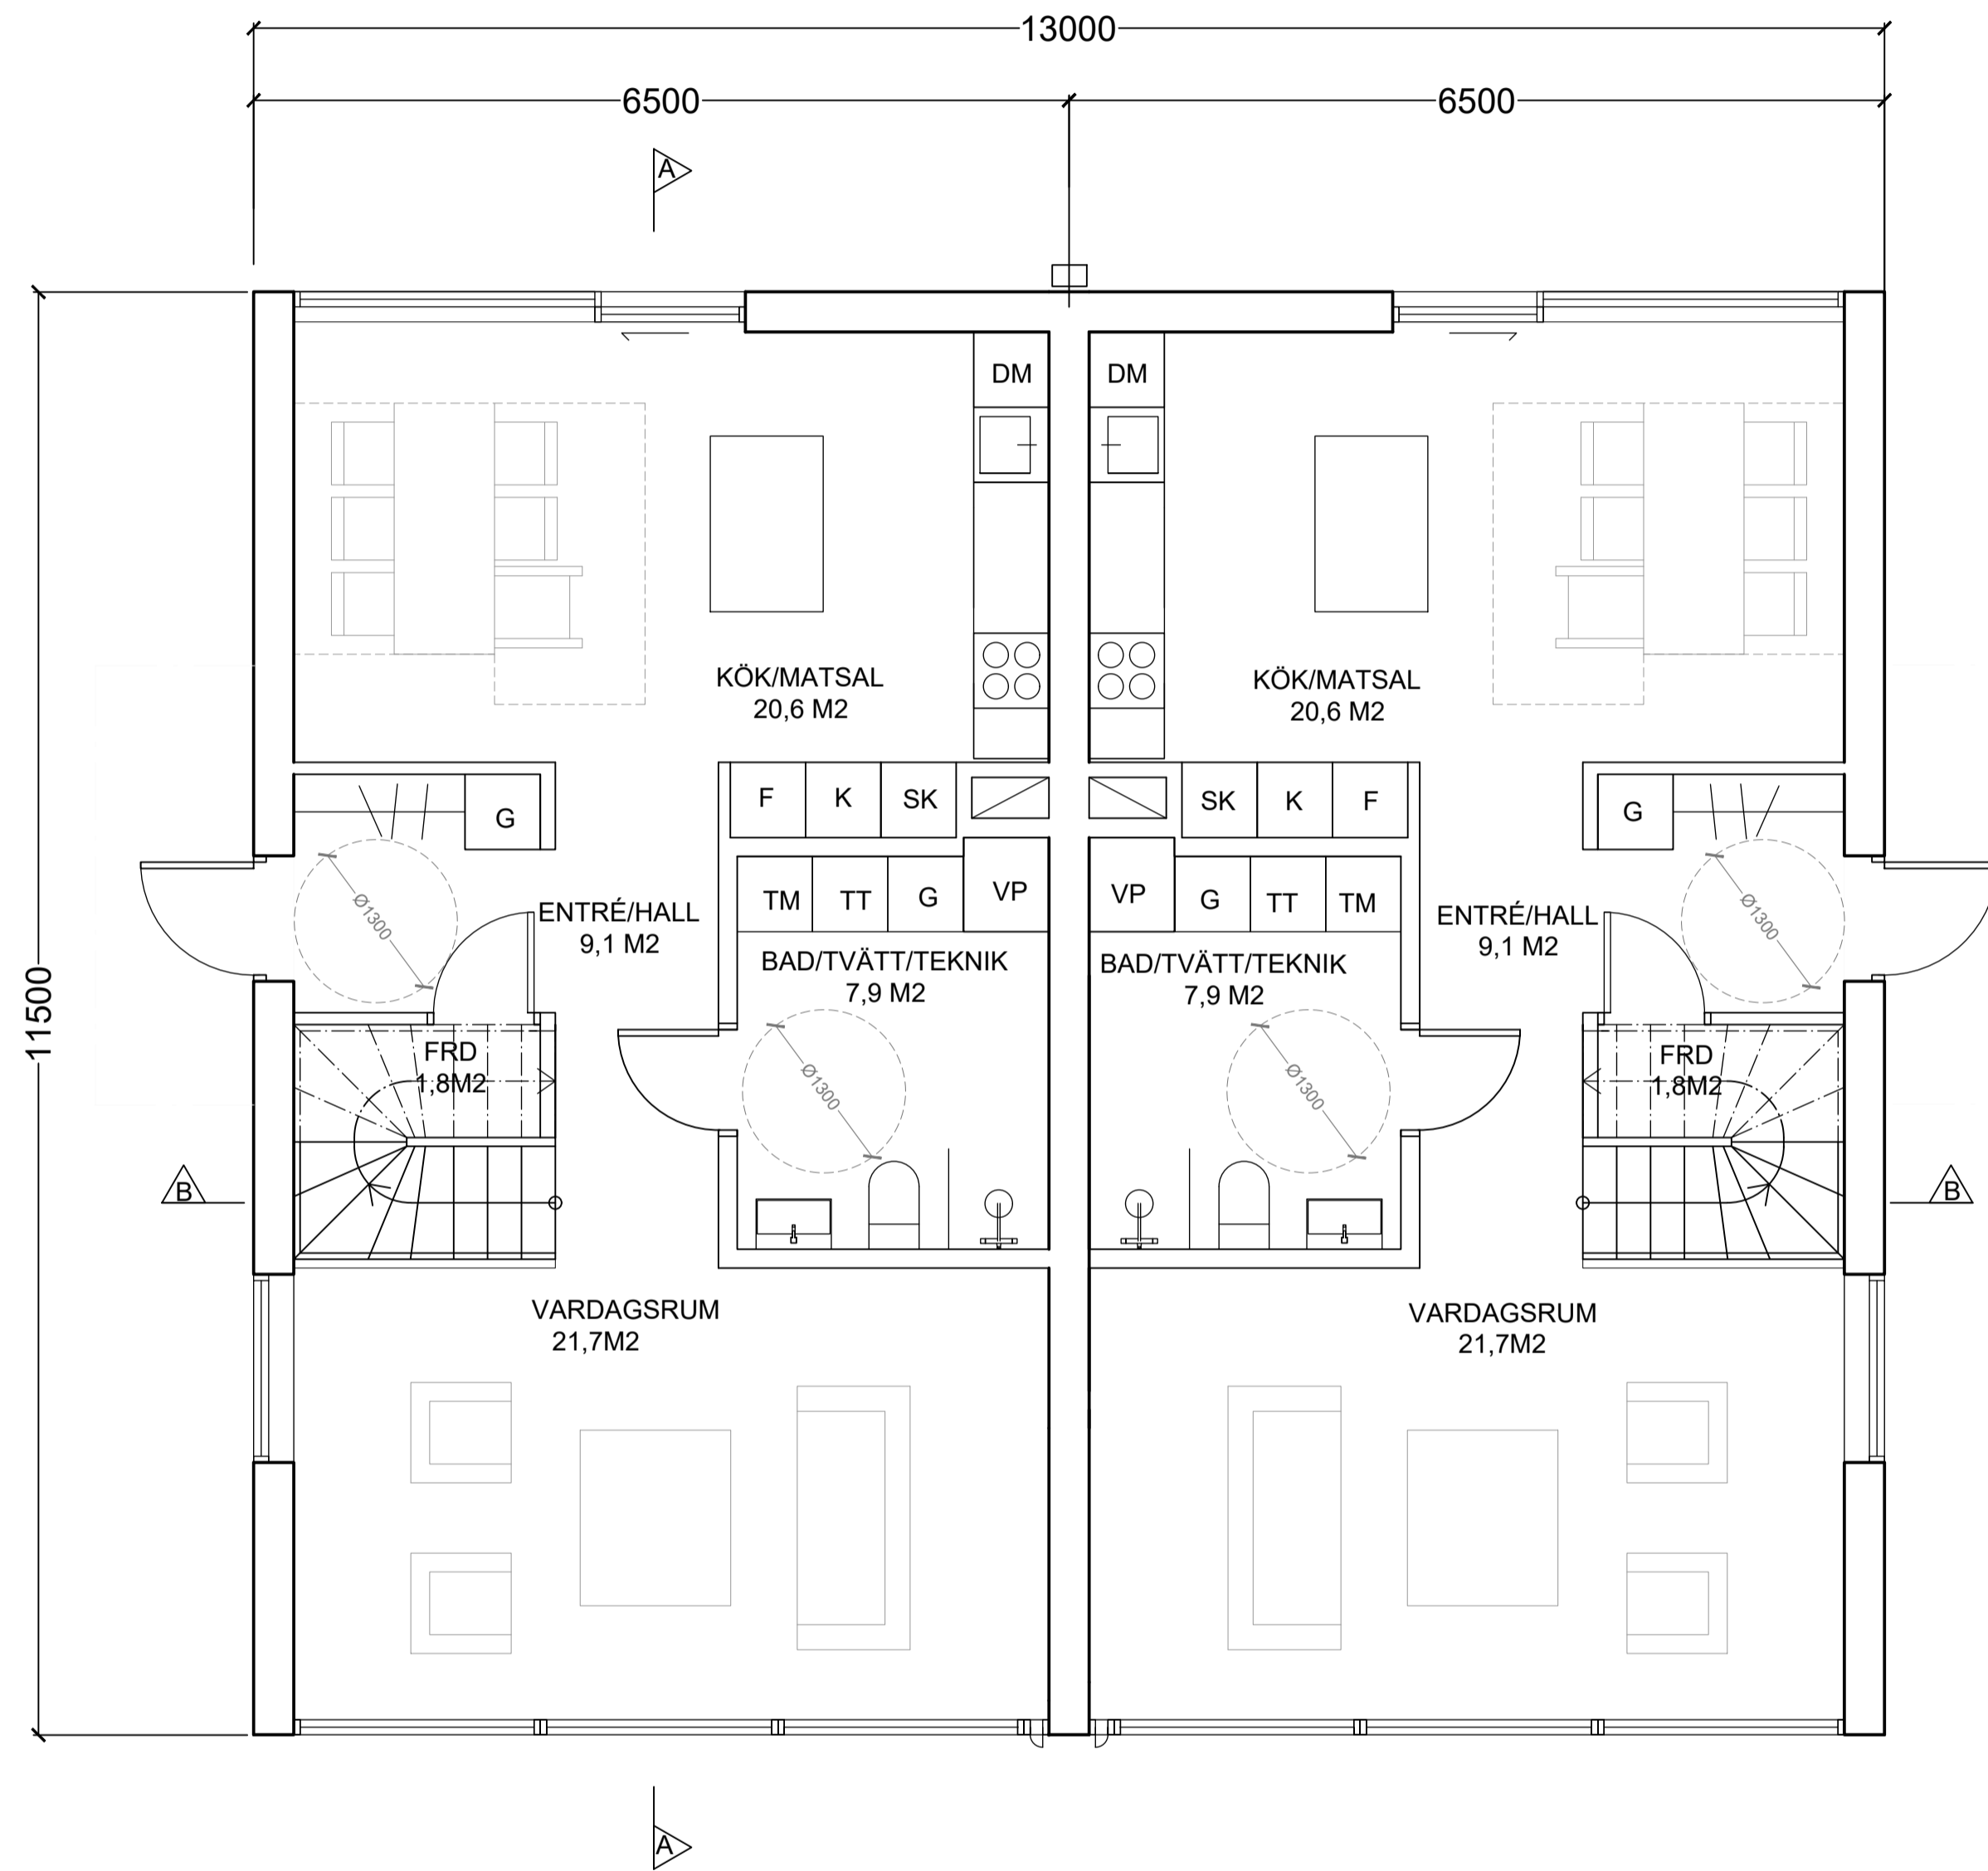 13000
6500
6500
A
DM
DM
KÖK/MATSAL
20,6 M2
KÖK/MATSAL
20,6 M2
F
K
SK
SK
K
F
G
G
TM
TT
G
VP
VP
G
TT
TM
Ø1300
Ø1300
ENTRÉ/HALL
9,1 M2
ENTRÉ/HALL
9,1 M2
BAD/TVÄTT/TEKNIK
7,9 M2
BAD/TVÄTT/TEKNIK
7,9 M2
11500
FRD
1,8M2
FRD
1,8M2
Ø1300
Ø1300
B
B
VARDAGSRUM
21,7M2
VARDAGSRUM
21,7M2
A